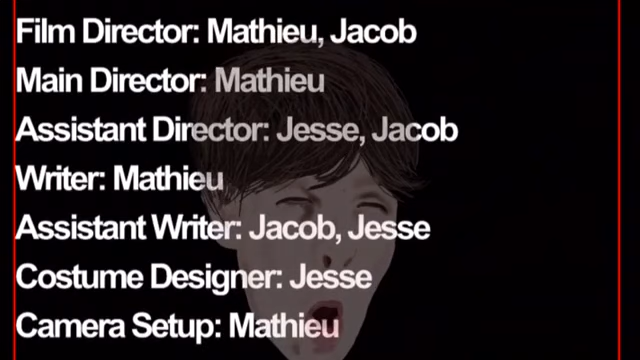 Film Director: Mathieu, Jacob
Main Director: Mathieu
Assistant Director: Jesse, Jacob
Writer: Mathieu
Assistant Writer: Jacob, Jesse
Costume Designer: Jesse
Camera Setup: Mathieu